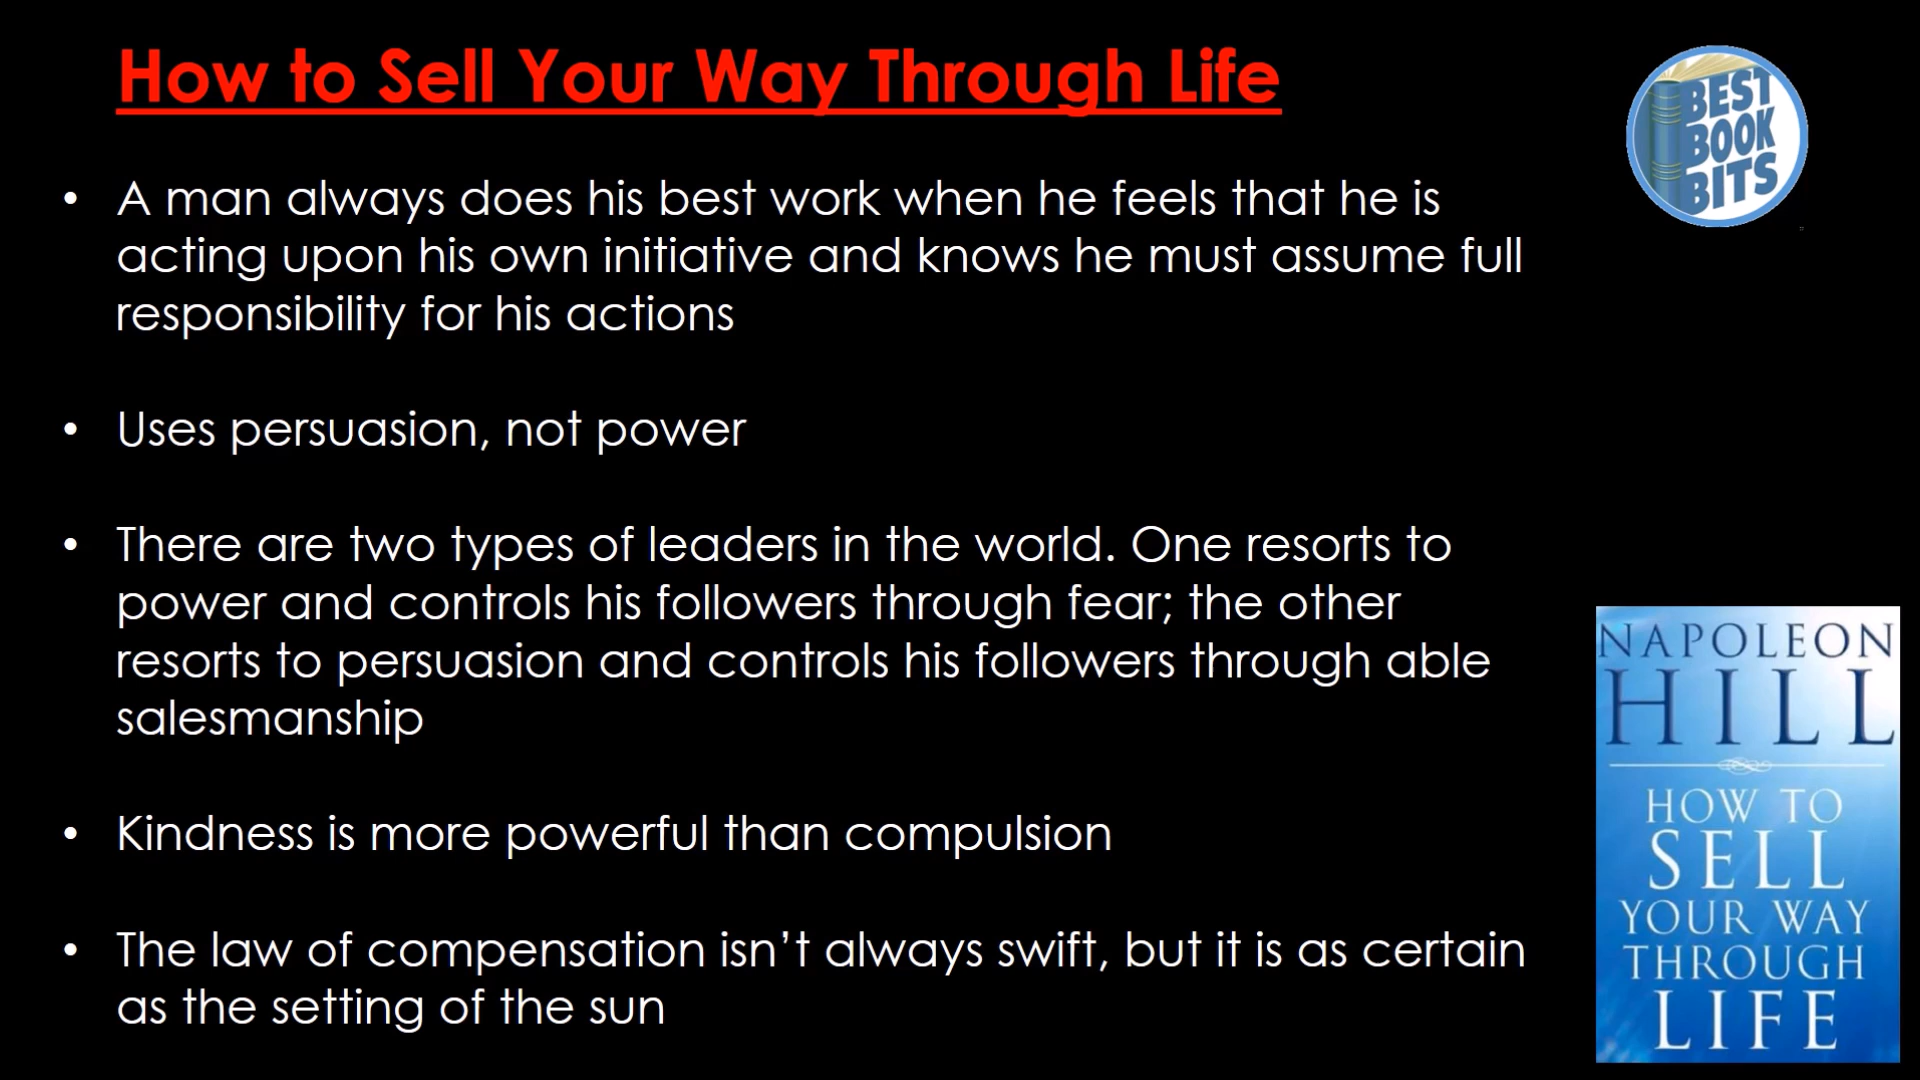 How to Sell Your Way Through Life
BEST
BOOK
BITS
• A man always does his best work when he feels that he is
acting upon his own initiative and knows he must assume full
responsibility for his actions
• Uses persuasion, not power
• There are two types of leaders in the world. One resorts to
power and controls his followers through fear; the other
resorts to persuasion and controls his followers through able
salesmanship
• Kindness is more powerful than compulsion
• The law of compensation isn’t always swift, but it is as certain
as the setting of the sun
NAPOLEON
HILL
HOW TO
SELL
YOUR WAY
THROUGH
LIFE